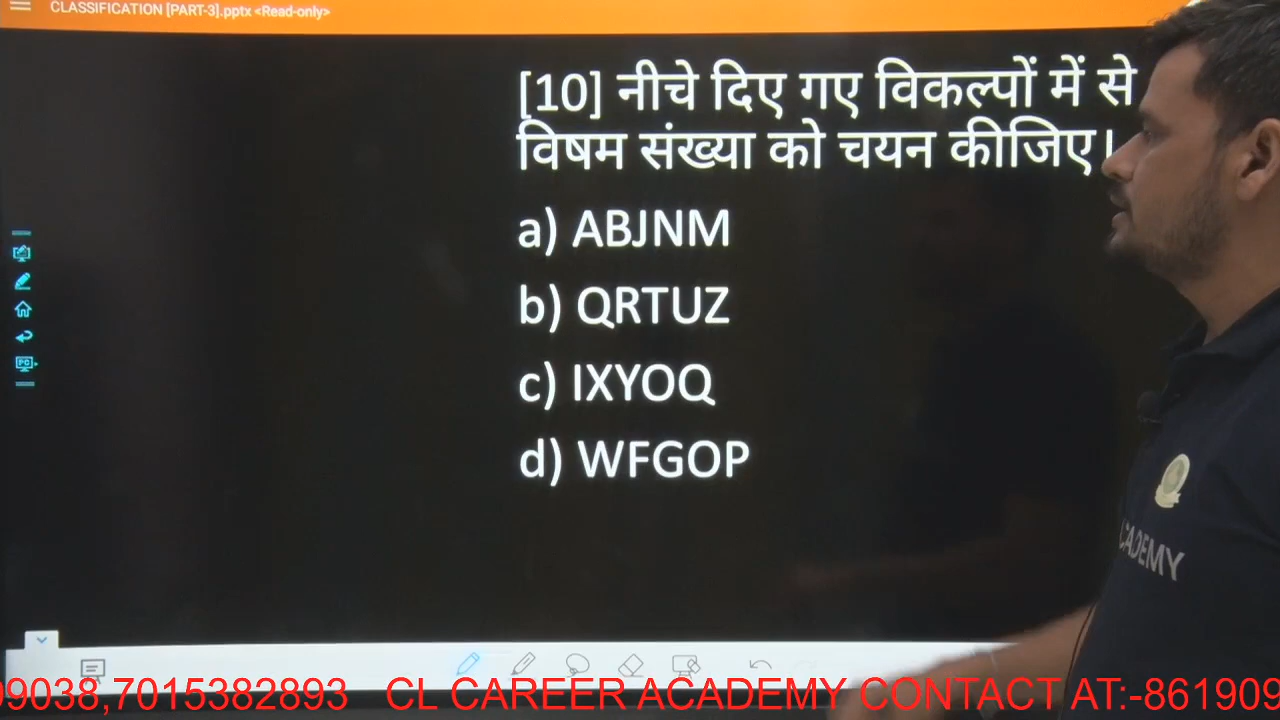 CLASSIFICATION [PART-3].pptx <Read-only>
[10] नीचे दिए गए विकल्पों में से
विषम संख्या को चयन कीजिए।
a) ABJNM
b) QRTUZ
c) IXYOQ
d) WFGOP
CADEMY
09038,7015382893 CL CAREER ACADEMY CONTACT AT:-861909